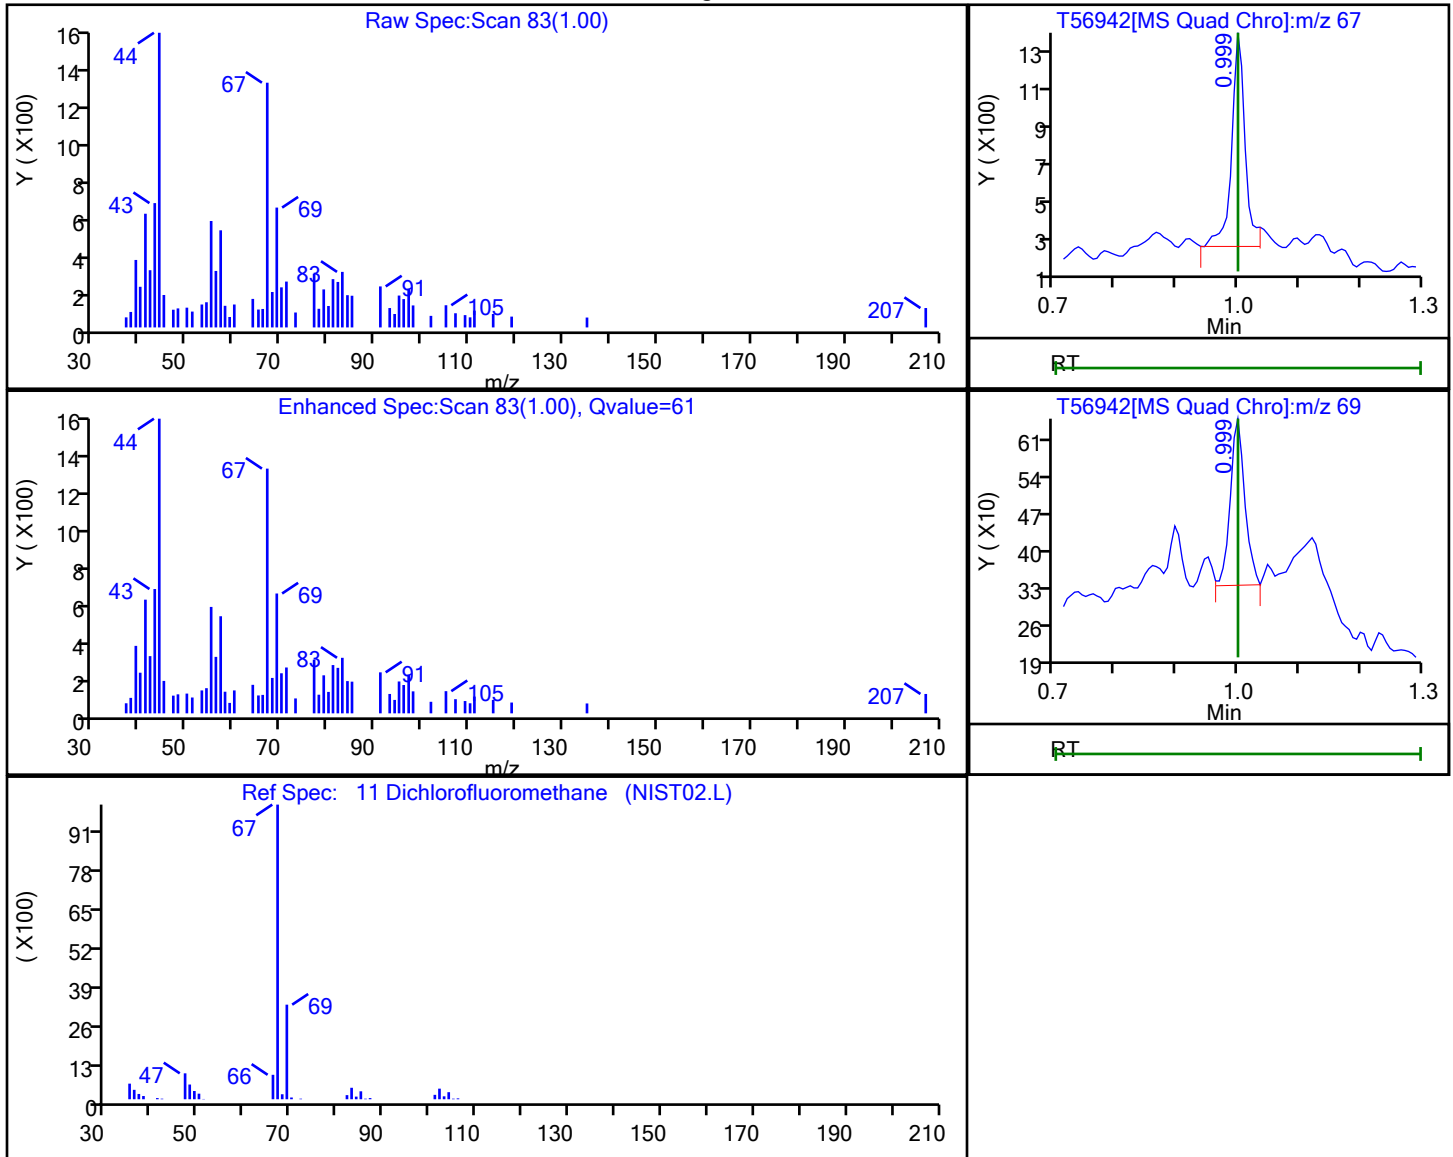 Raw Spec:Scan 83(1.00)
Y ( X100)
16
14
12
10
8
6
4
2
0
44
67
43
69
83
91
105
207
30 50 70 90 110 130 150 170 190 210
m/z
T56942[MS Quad Chro]:m/z 67
Y ( X100)
13
11
9
7
5
3
1
0.999
0.7 1.0 1.3
Min
RT
Enhanced Spec:Scan 83(1.00), Qvalue=61
Y ( X100)
16
14
12
10
8
6
4
2
0
44
67
43
69
83
91
105
207
30 50 70 90 110 130 150 170 190 210
m/z
T56942[MS Quad Chro]:m/z 69
Y ( X10)
61
54
47
40
33
26
19
0.999
0.7 1.0 1.3
Min
RT
Ref Spec: 11 Dichlorofluoromethane (NIST02.L)
( X100)
91
78
65
52
39
26
13
0
67
69
47
66
30 50 70 90 110 130 150 170 190 210